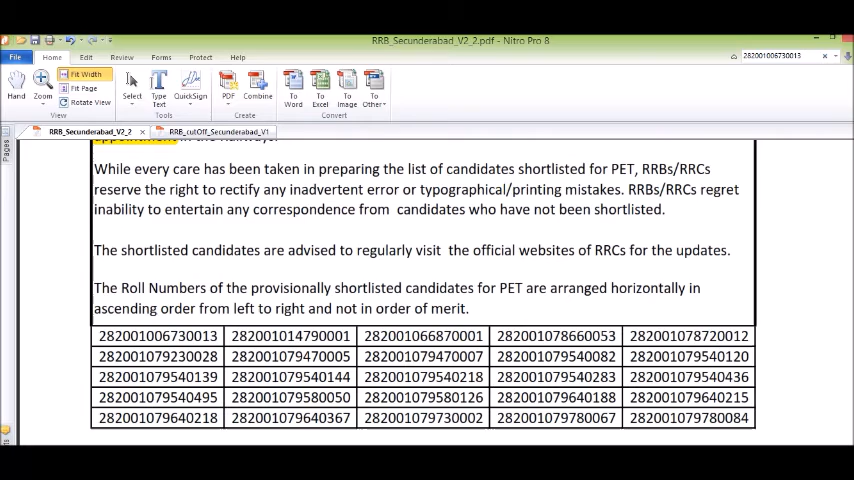 RRB_Secunderabad_V2_2.pdf - Nitro Pro 8
File Home Edit Review Forms Protect Help
282001006730013
Hand Zoom Fit Width Fit Page Rotate View Select Type Text QuickSign PDF Combine To Word To Excel To Image To Other
View Tools Create Convert
RRB_Secunderabad_V2_2 RRB_cutOff_Secunderabad_V1
Pages
While every care has been taken in preparing the list of candidates shortlisted for PET, RRBs/RRCs
reserve the right to rectify any inadvertent error or typographical/printing mistakes. RRBs/RRCs regret
inability to entertain any correspondence from candidates who have not been shortlisted.
The shortlisted candidates are advised to regularly visit the official websites of RRCs for the updates.
The Roll Numbers of the provisionally shortlisted candidates for PET are arranged horizontally in
ascending order from left to right and not in order of merit.
282001006730013 282001014790001 282001066870001 282001078660053 282001078720012
282001079230028 282001079470005 282001079470007 282001079540082 282001079540120
282001079540139 282001079540144 282001079540218 282001079540283 282001079540436
282001079540495 282001079580050 282001079580126 282001079640188 282001079640215
282001079640218 282001079640367 282001079730002 282001079780067 282001079780084